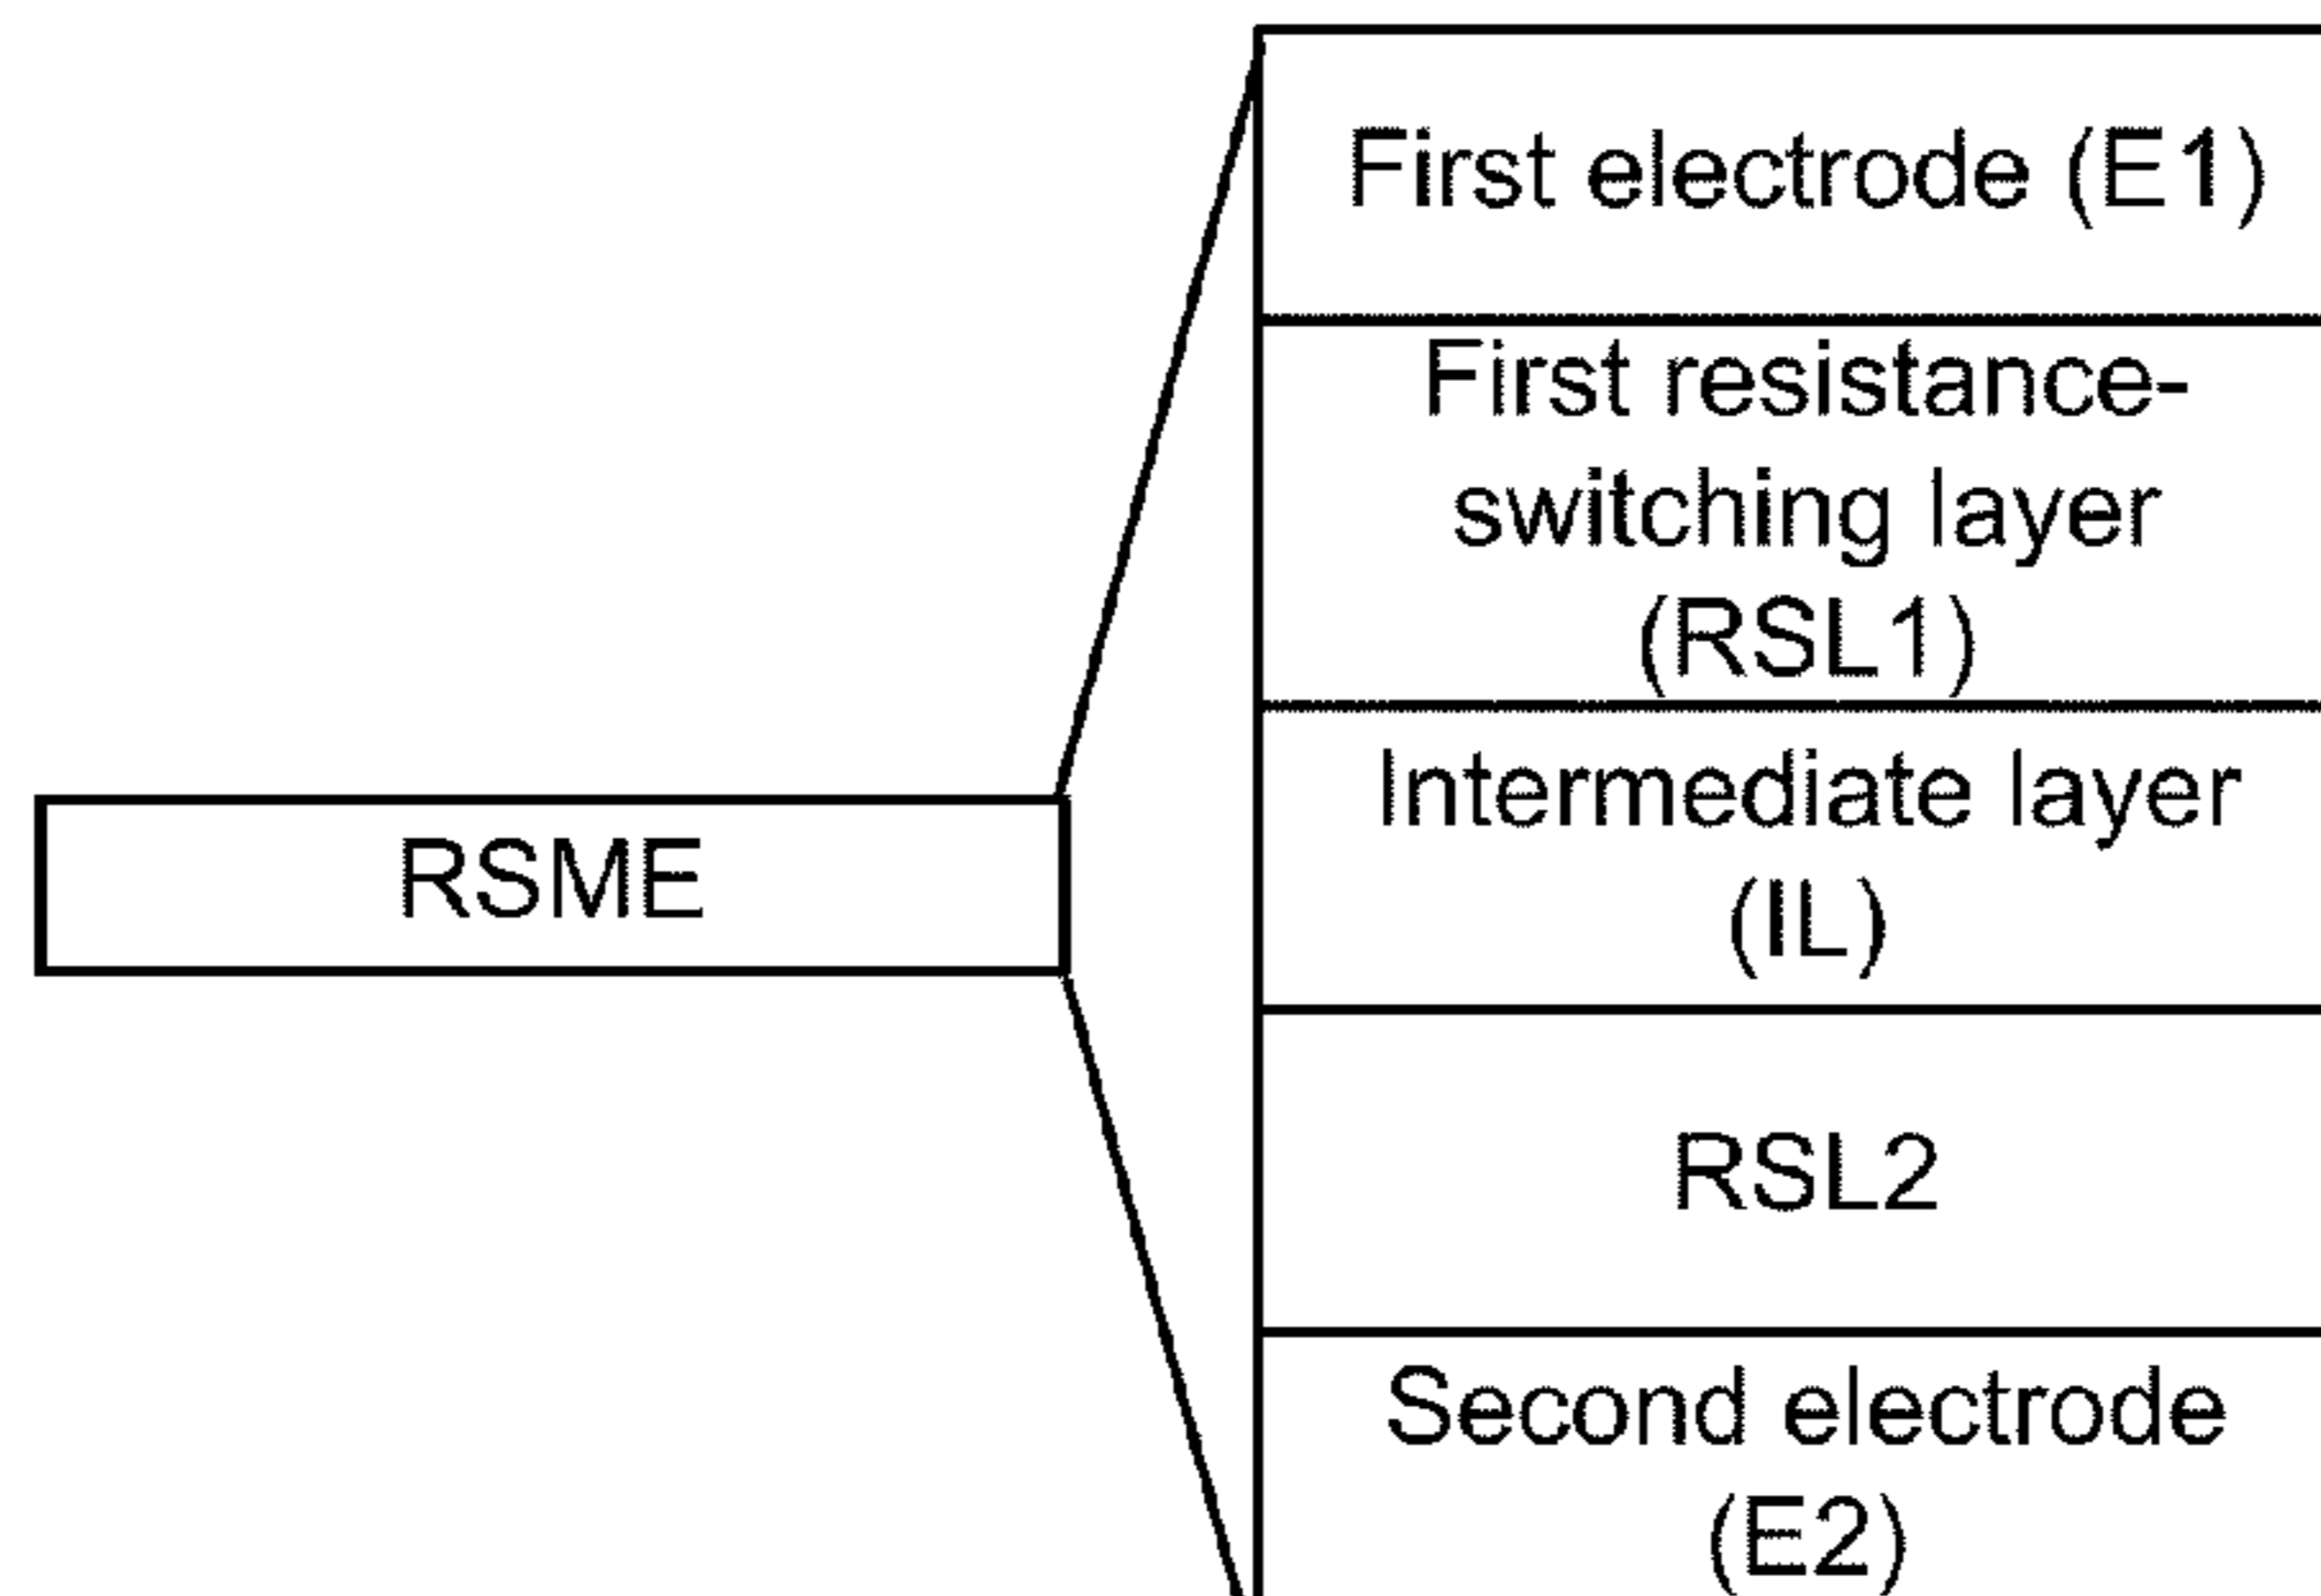 First electrode (E1)
First resistance-
switching layer
(RSL1)
Intermediate layer
(IL)
RSME
RSL2
Second electrode
(E2)